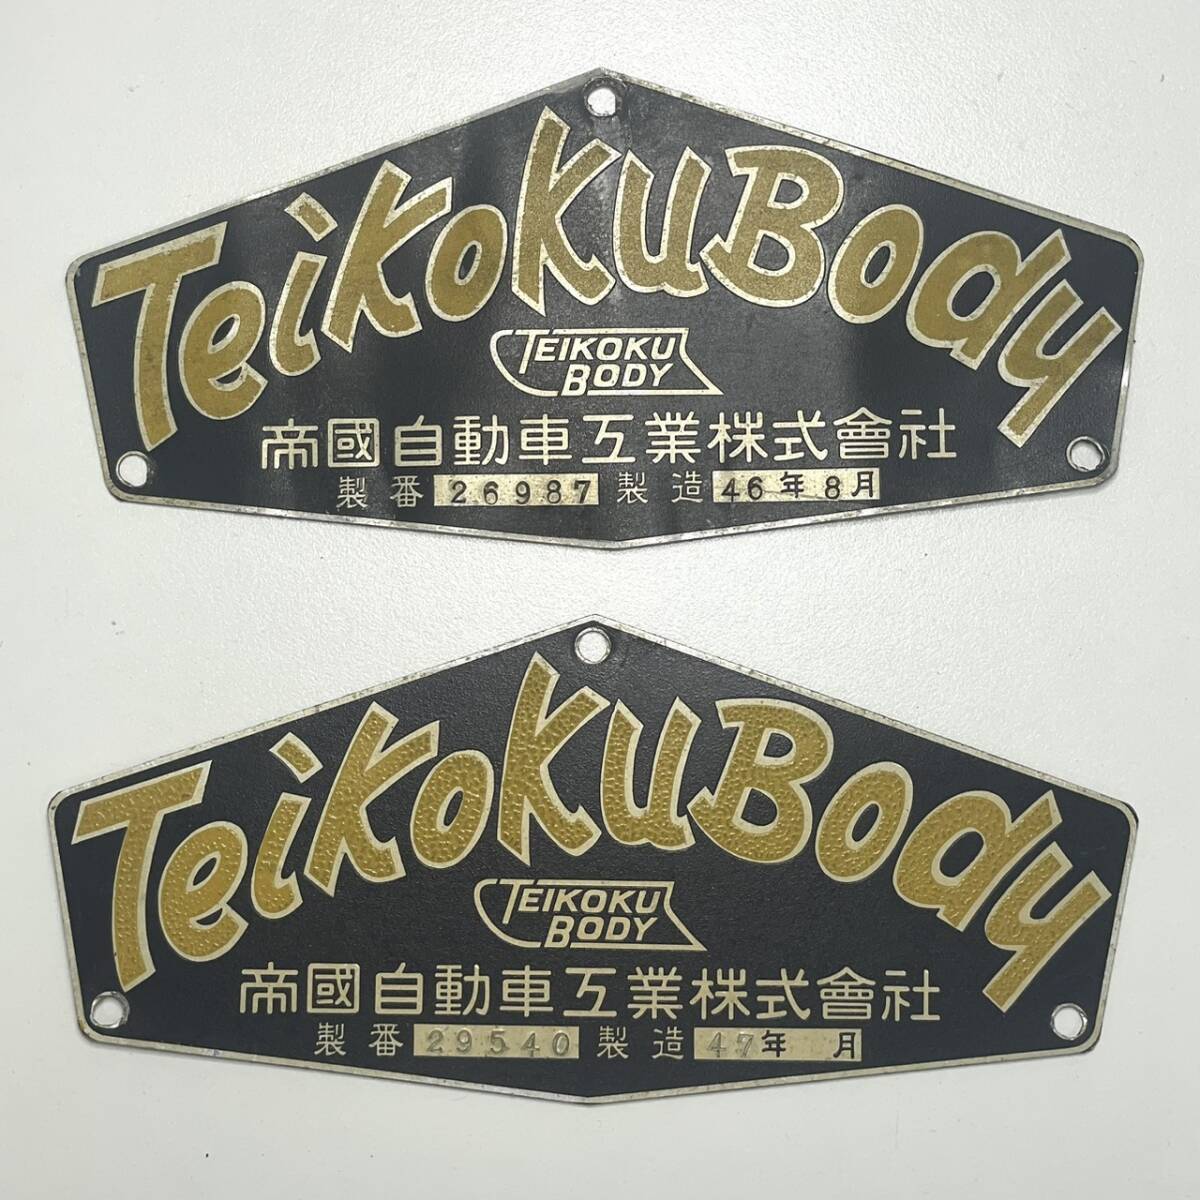 TeikokuBody
TEIKOKU
BODY
帝國自動車工業株式會社
製番 26987 製造 46年8月
TeikokuBody
TEIKOKU
BODY
帝國自動車工業株式會社
製番 29540 製造 47年 月